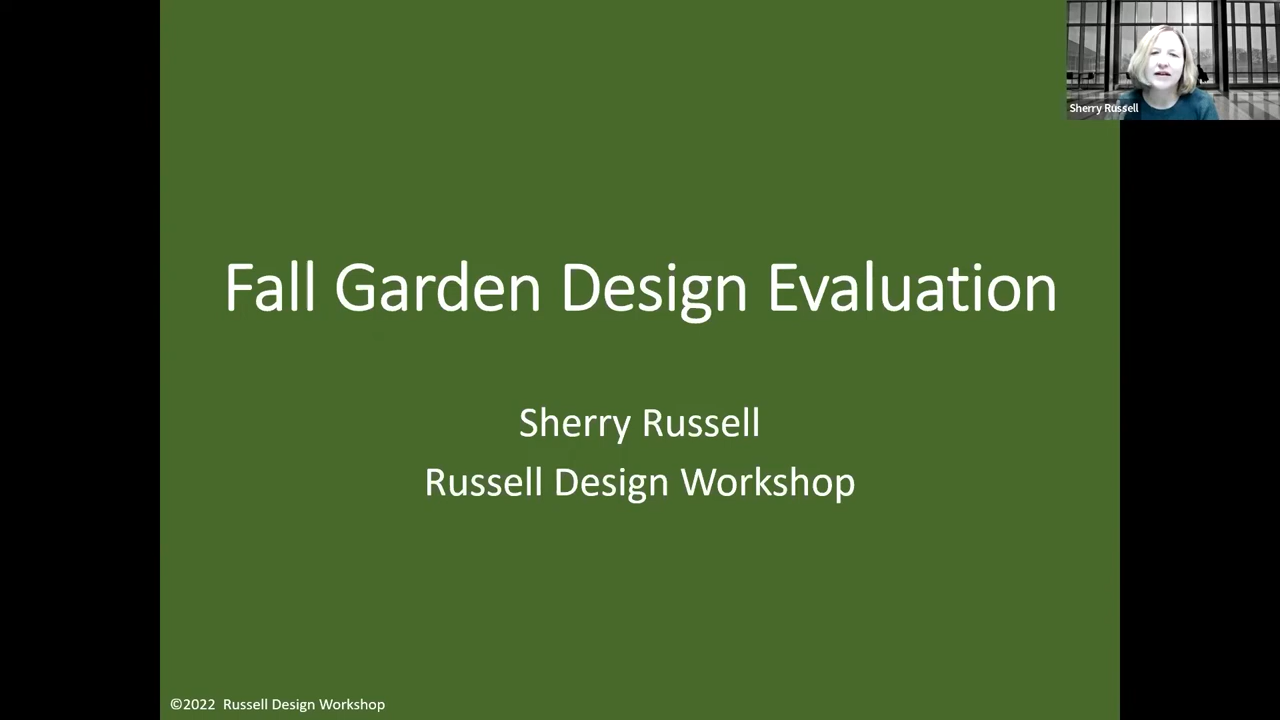 Sherry Russell
Fall Garden Design Evaluation
Sherry Russell
Russell Design Workshop
©2022 Russell Design Workshop